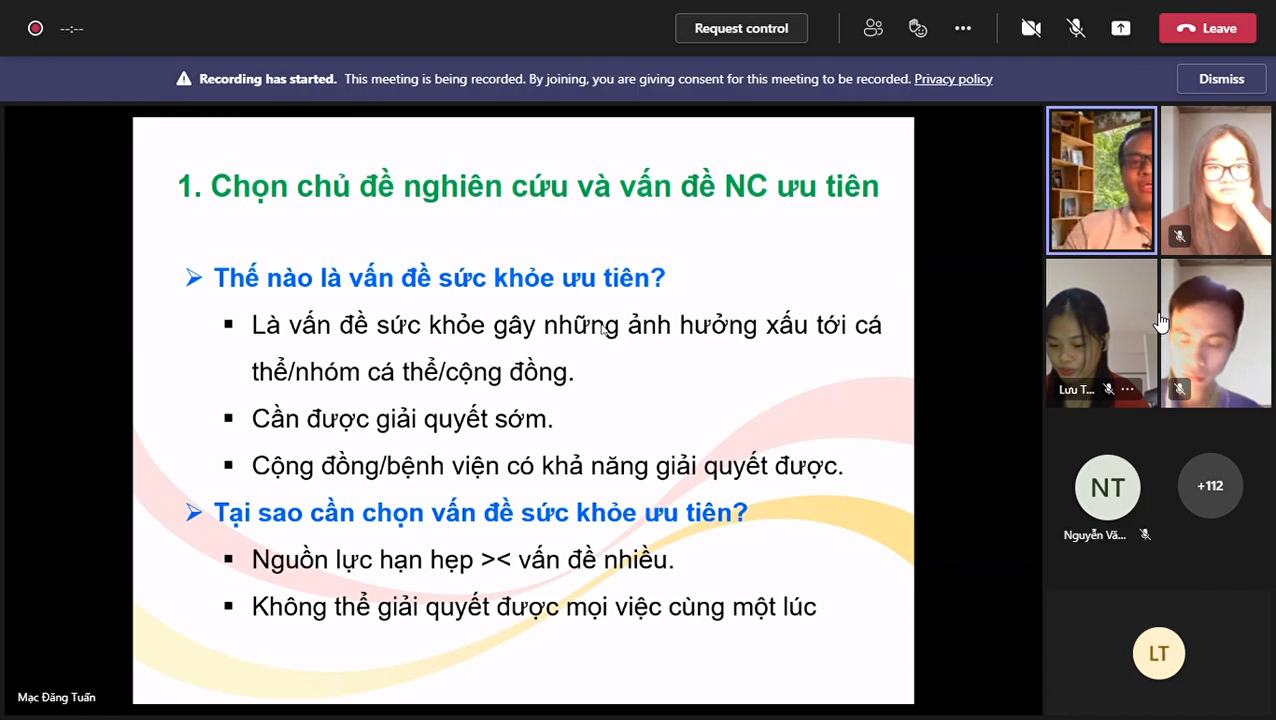 --:--
Request control
Leave
Recording has started. This meeting is being recorded. By joining, you are giving consent for this meeting to be recorded. Privacy policy
Dismiss
1. Chọn chủ đề nghiên cứu và vấn đề NC ưu tiên
Thế nào là vấn đề sức khỏe ưu tiên?
Là vấn đề sức khỏe gây những ảnh hưởng xấu tới cá
thể/nhóm cá thể/cộng đồng.
Cần được giải quyết sớm.
Cộng đồng/bệnh viện có khả năng giải quyết được.
Tại sao cần chọn vấn đề sức khỏe ưu tiên?
Nguồn lực hạn hẹp >< vấn đề nhiều.
Không thể giải quyết được mọi việc cùng một lúc
Mạc Đăng Tuấn
Lưu T...
NT
+112
Nguyễn Vă...
LT